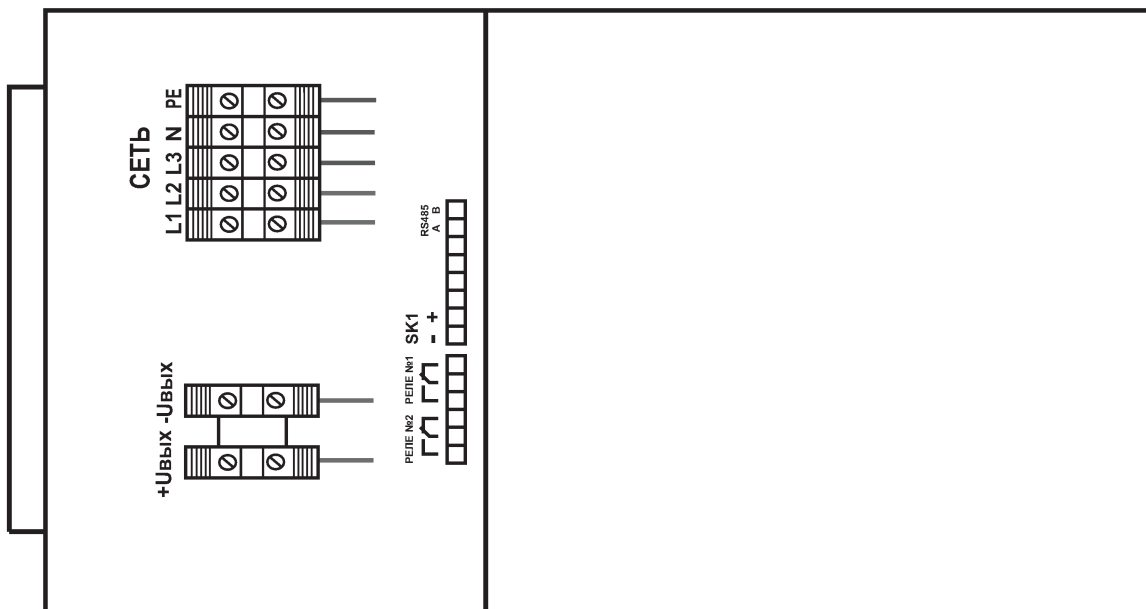 СЕТЬ
L1 L2 L3 N PE
RS485
A B
SK1
- +
+Uвых -Uвых
РЕЛЕ №2 РЕЛЕ №1